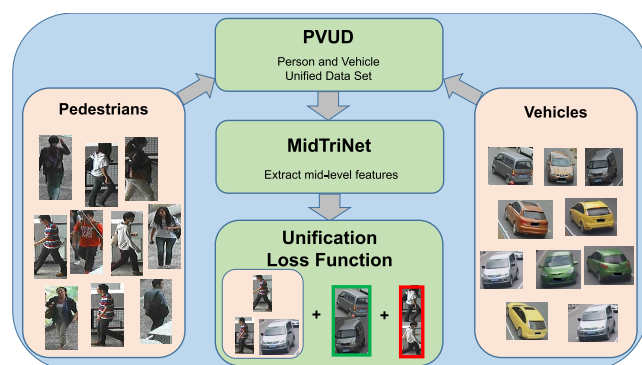 PVUD
Person and Vehicle
Unified Data Set
Pedestrians
Vehicles
MidTriNet
Extract mid-level features
Unification
Loss Function
+ +